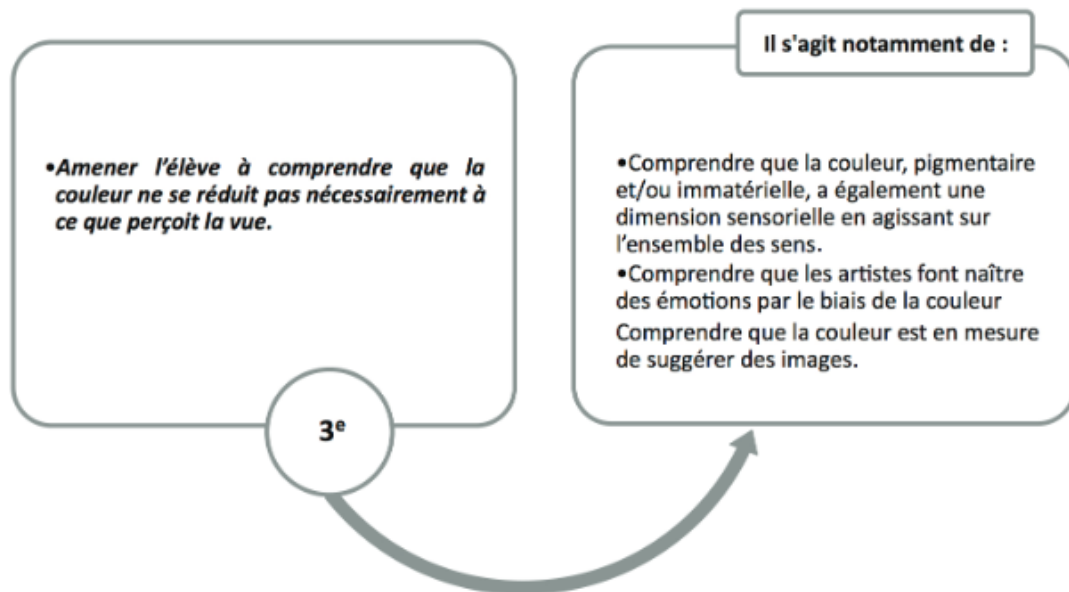 •Amener l'élève à comprendre que la
couleur ne se réduit pas nécessairement à
ce que perçoit la vue.
3e
Il s'agit notamment de :
•Comprendre que la couleur, pigmentaire
et/ou immatérielle, a également une
dimension sensorielle en agissant sur
l'ensemble des sens.
•Comprendre que les artistes font naître
des émotions par le biais de la couleur
Comprendre que la couleur est en mesure
de suggérer des images.